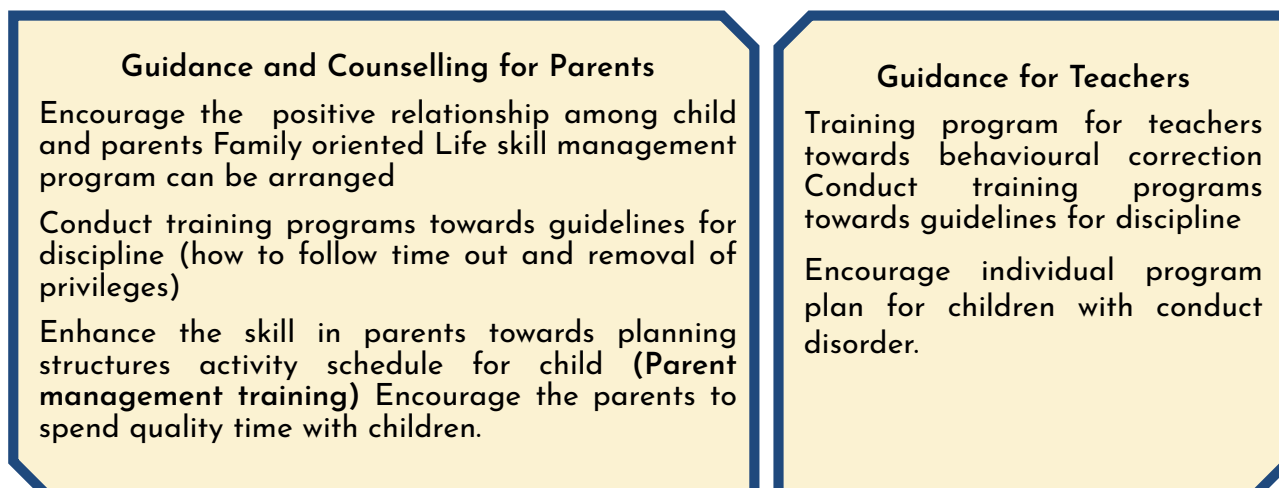 Guidance and Counselling for Parents
Encourage the positive relationship among child
and parents Family oriented Life skill management
program can be arranged
Conduct training programs towards guidelines for
discipline (how to follow time out and removal of
privileges)
Enhance the skill in parents towards planning
structures activity schedule for child (Parent
management training) Encourage the parents to
spend quality time with children.
Guidance for Teachers
Training program for teachers
towards behavioural correction
Conduct training programs
towards guidelines for discipline
Encourage individual program
plan for children with conduct
disorder.